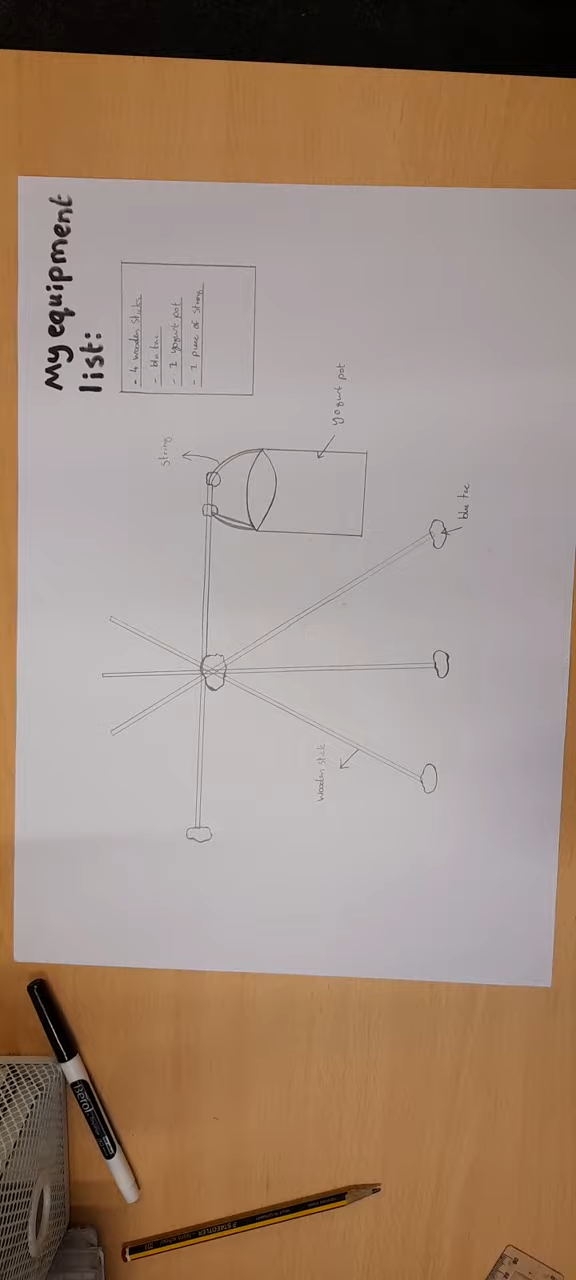 My equipment
list:
- 4 wooden sticks
- blu tac
- 1 yogurt pot
- 1 piece of string
string
yogurt pot
blu tac
wooden stick
Berol
STAEDTLER